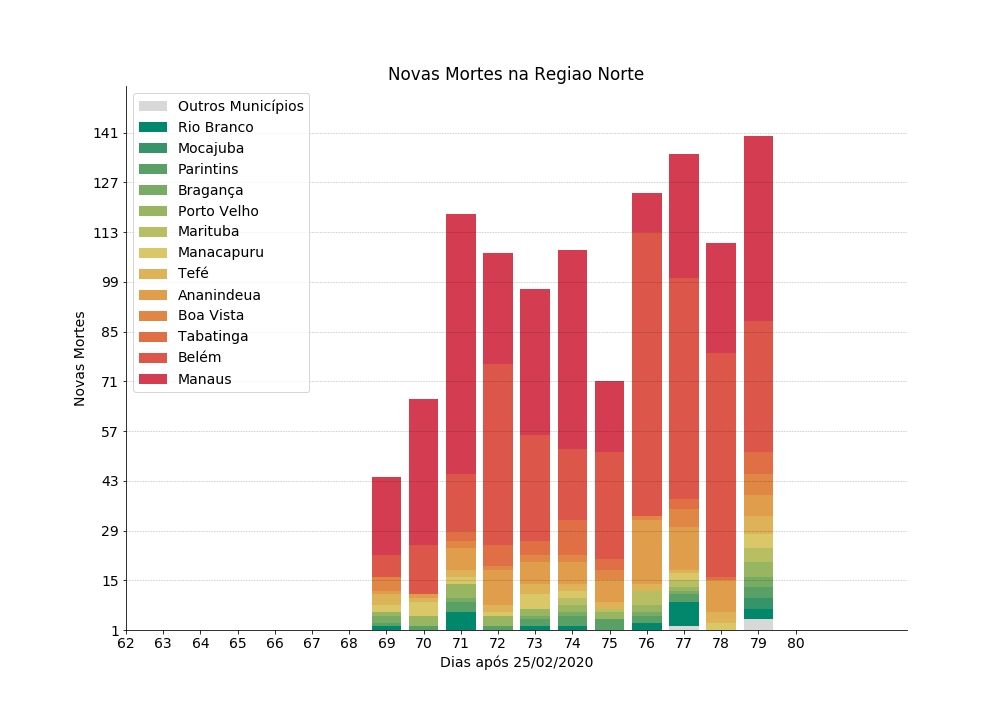 Novas Mortes na Regiao Norte
Outros Municípios
Rio Branco
Mocajuba
Parintins
Bragança
Porto Velho
Marituba
Manacapuru
Tefé
Ananindeua
Boa Vista
Tabatinga
Belém
Manaus
141
127
113
99
85
71
57
43
29
15
1
Novas Mortes
62 63 64 65 66 67 68 69 70 71 72 73 74 75 76 77 78 79 80
Dias após 25/02/2020